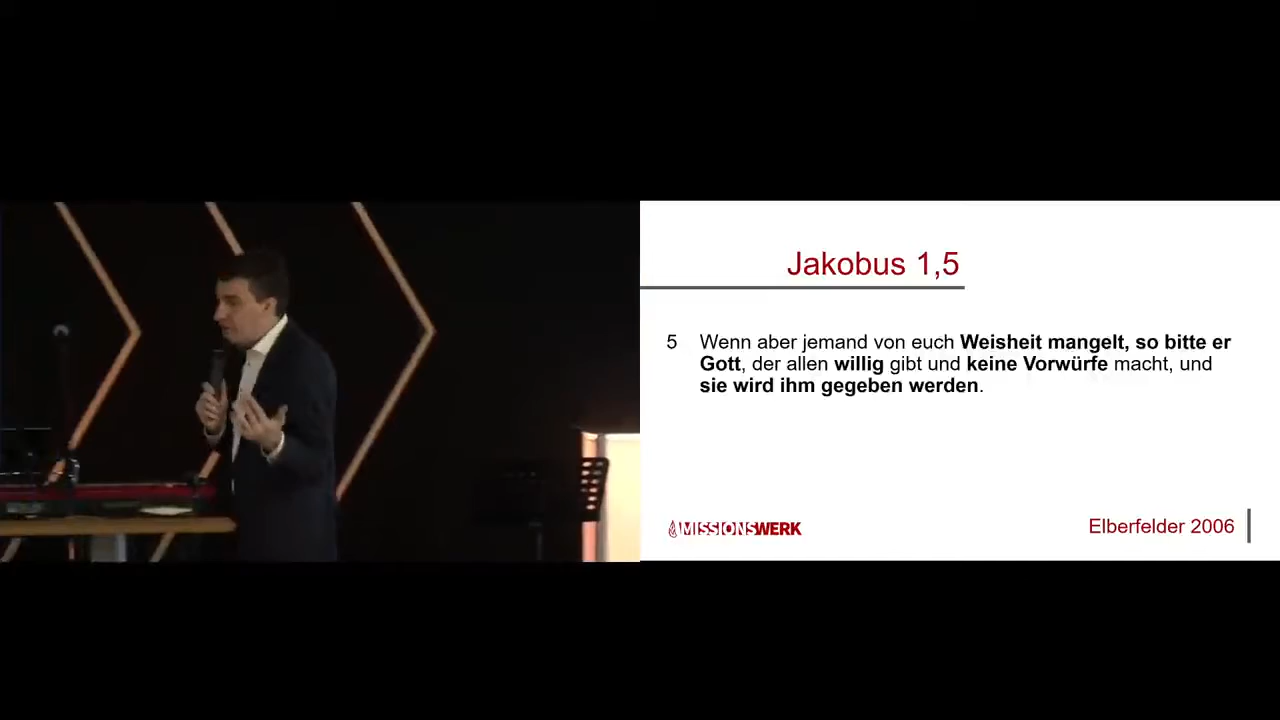 Jakobus 1,5
5 Wenn aber jemand von euch Weisheit mangelt, so bitte er
Gott, der allen willig gibt und keine Vorwürfe macht, und
sie wird ihm gegeben werden.
MISSIONSWERK
Elberfelder 2006